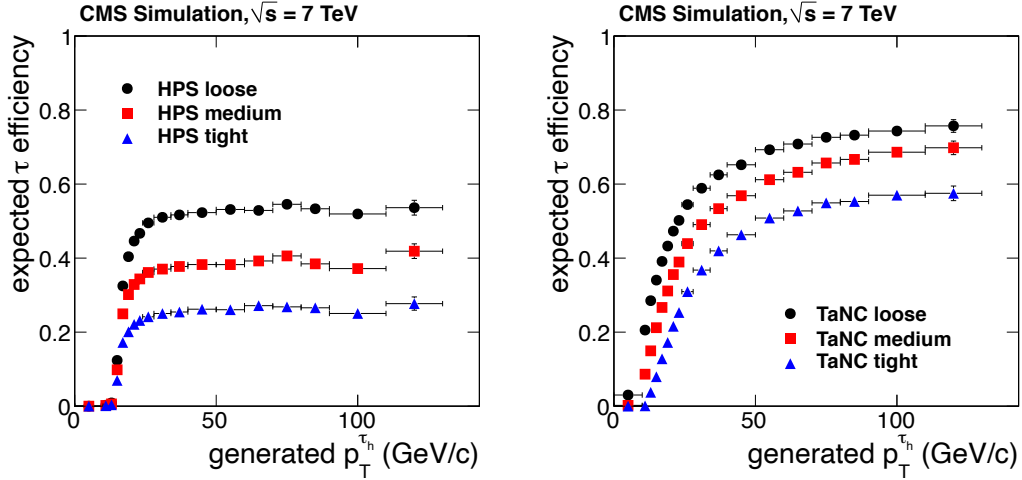 CMS Simulation, √s = 7 TeV
expected τ efficiency
1
0.8
0.6
0.4
0.2
0
HPS loose
HPS medium
HPS tight
0 50 100
generated p_T^{τ_h} (GeV/c)
CMS Simulation, √s = 7 TeV
expected τ efficiency
1
0.8
0.6
0.4
0.2
0
TaNC loose
TaNC medium
TaNC tight
0 50 100
generated p_T^{τ_h} (GeV/c)